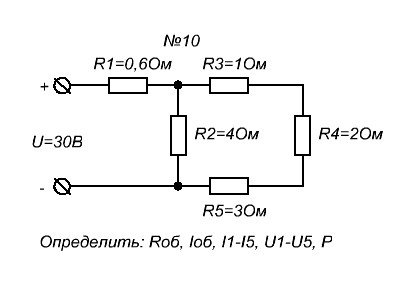 №10
R1=0,6Ом
R3=1Ом
+
U=30В
R2=4Ом
R4=2Ом
-
R5=3Ом
Определить: Rоб, Iоб, I1-I5, U1-U5, P